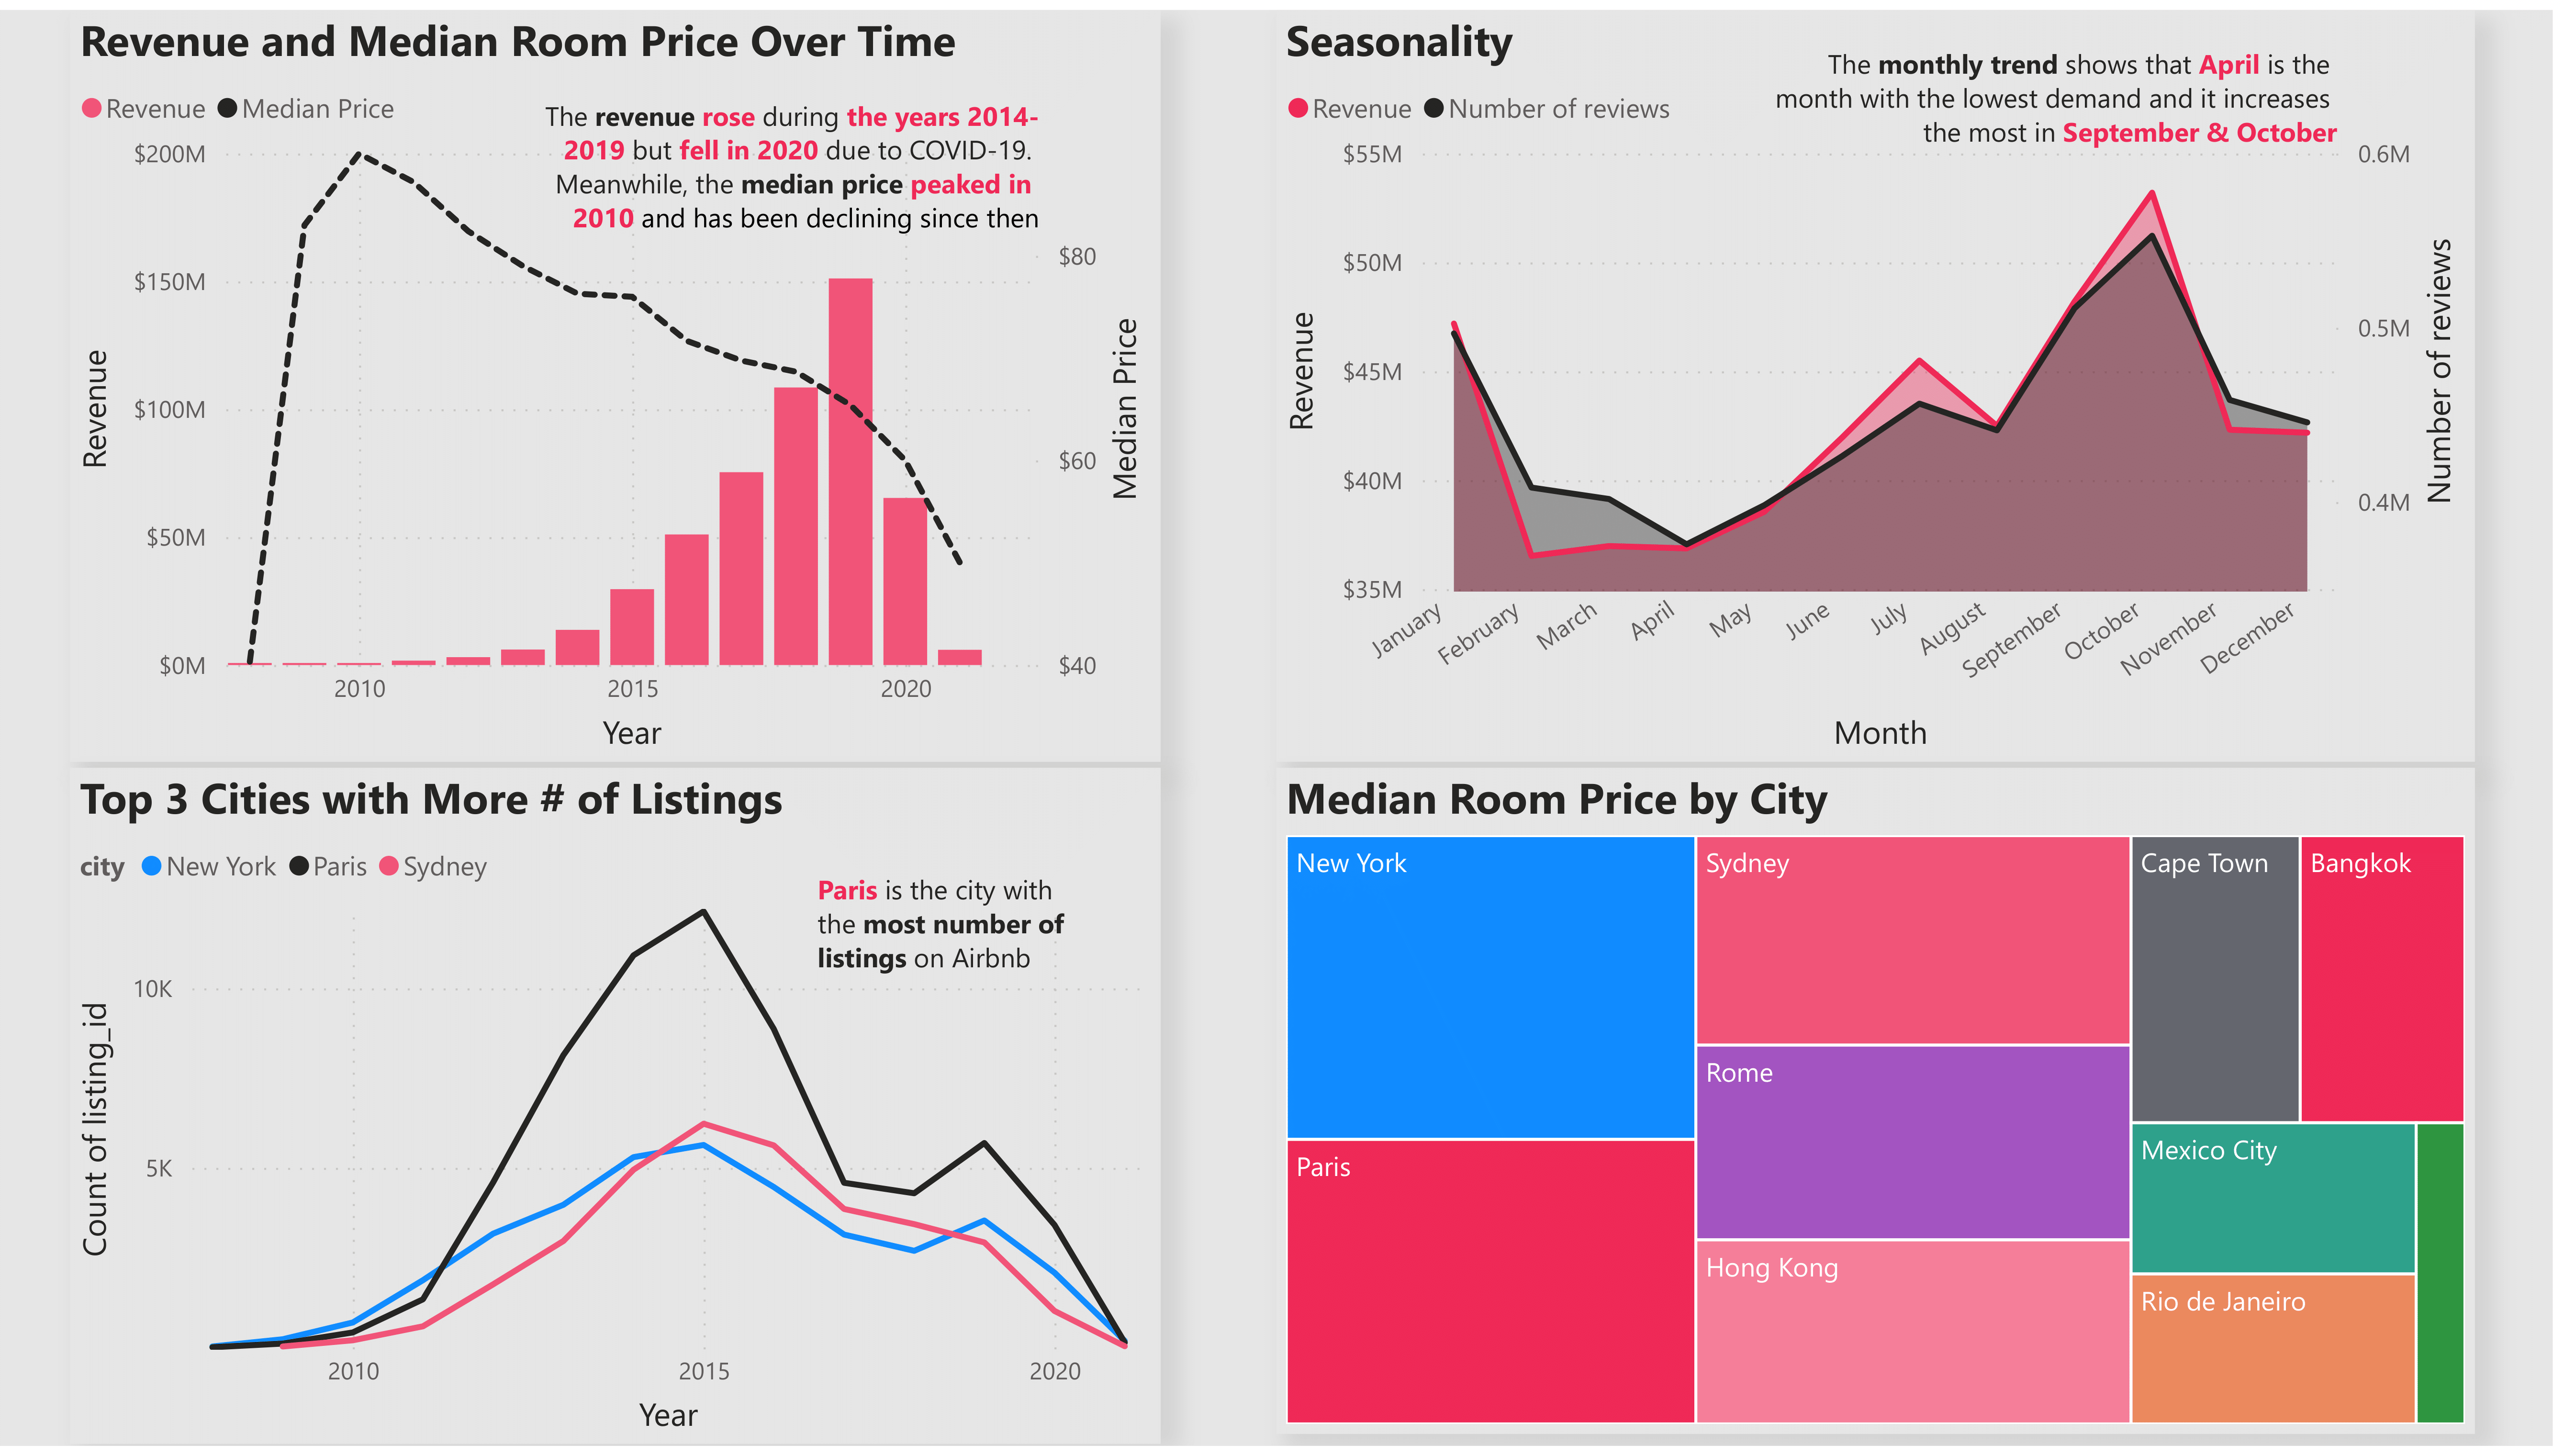 Revenue and Median Room Price Over Time
Revenue Median Price
The revenue rose during the years 2014-
2019 but fell in 2020 due to COVID-19.
Meanwhile, the median price peaked in
2010 and has been declining since then
$200M
$150M
$100M
$50M
$0M
Revenue
$80
$60
$40
Median Price
2010 2015 2020
Year
Seasonality
Revenue Number of reviews
The monthly trend shows that April is the
month with the lowest demand and it increases
the most in September & October
$55M
$50M
$45M
$40M
$35M
Revenue
0.6M
0.5M
0.4M
Number of reviews
January February March April May June July August September October November December
Month
Top 3 Cities with More # of Listings
city New York Paris Sydney
Paris is the city with
the most number of
listings on Airbnb
10K
5K
Count of listing_id
2010 2015 2020
Year
Median Room Price by City
New York
Paris
Sydney
Rome
Hong Kong
Cape Town
Bangkok
Mexico City
Rio de Janeiro